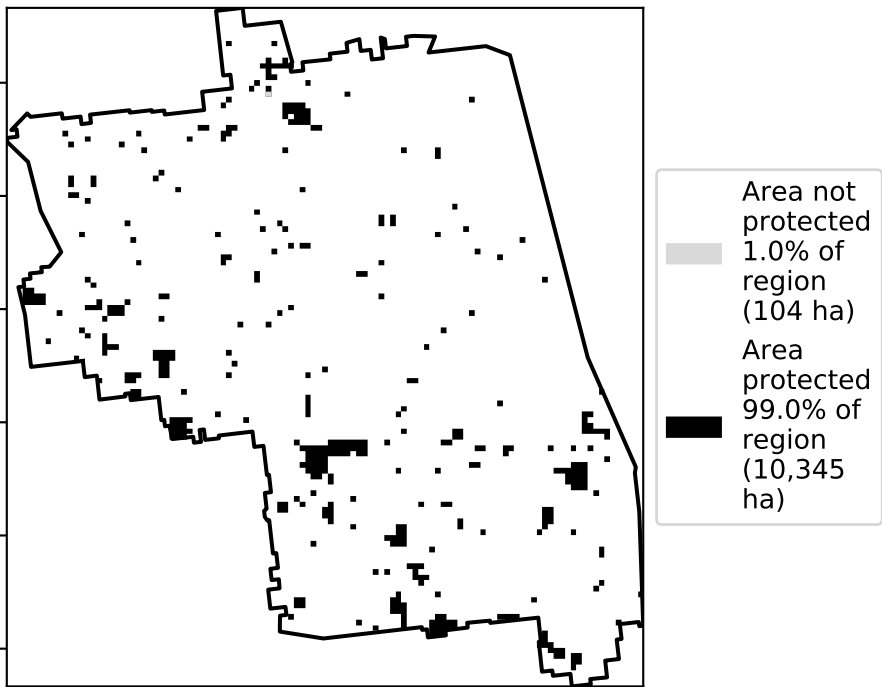 Area not
protected
1.0% of
region
(104 ha)
Area
protected
99.0% of
region
(10,345
ha)